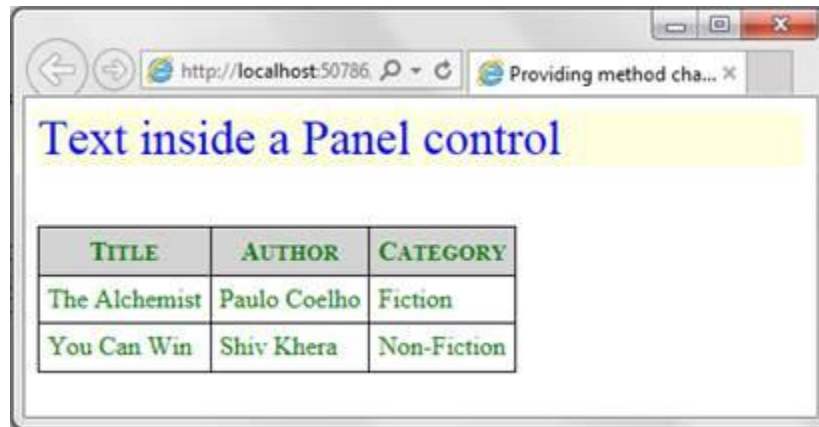 http://localhost:50786
Providing method cha...
Text inside a Panel control
TITLE AUTHOR CATEGORY
The Alchemist Paulo Coelho Fiction
You Can Win Shiv Khera Non-Fiction